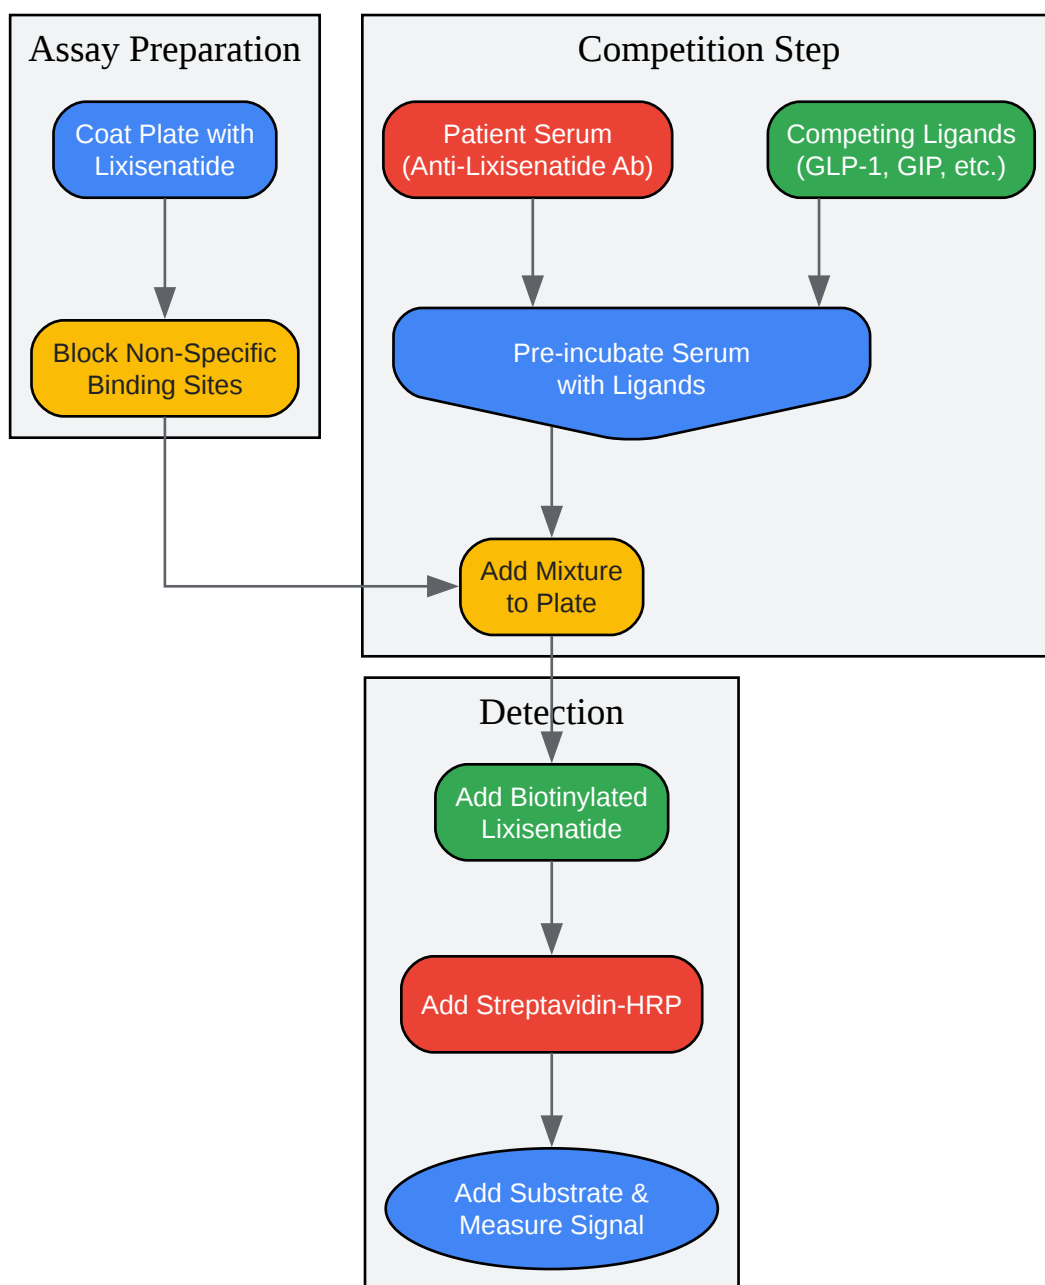 Assay Preparation
Coat Plate with
Lixisenatide
Block Non-Specific
Binding Sites
Competition Step
Patient Serum
(Anti-Lixisenatide Ab)
Competing Ligands
(GLP-1, GIP, etc.)
Pre-incubate Serum
with Ligands
Add Mixture
to Plate
Detection
Add Biotinylated
Lixisenatide
Add Streptavidin-HRP
Add Substrate &
Measure Signal